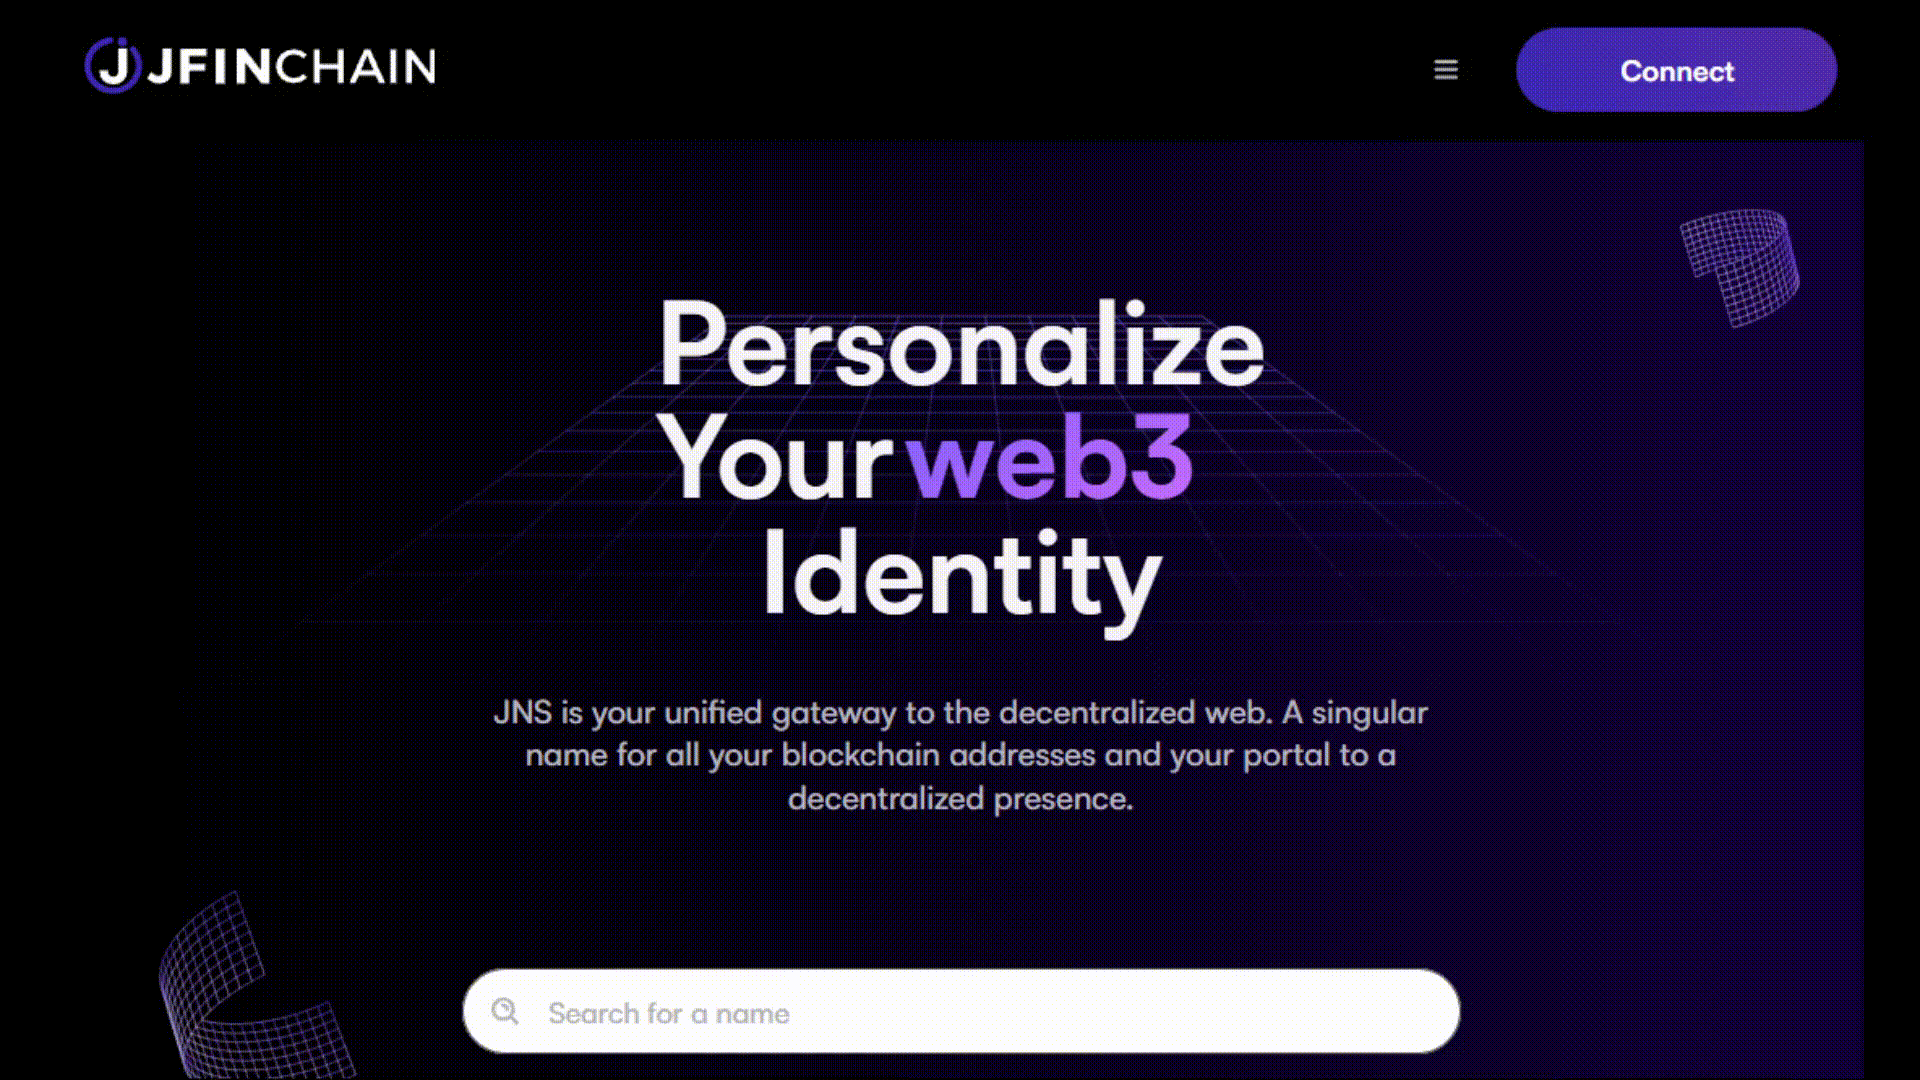 JFINCHAIN
Connect
Personalize
Your web3
Identity
JNS is your unified gateway to the decentralized web. A singular
name for all your blockchain addresses and your portal to a
decentralized presence.
Search for a name